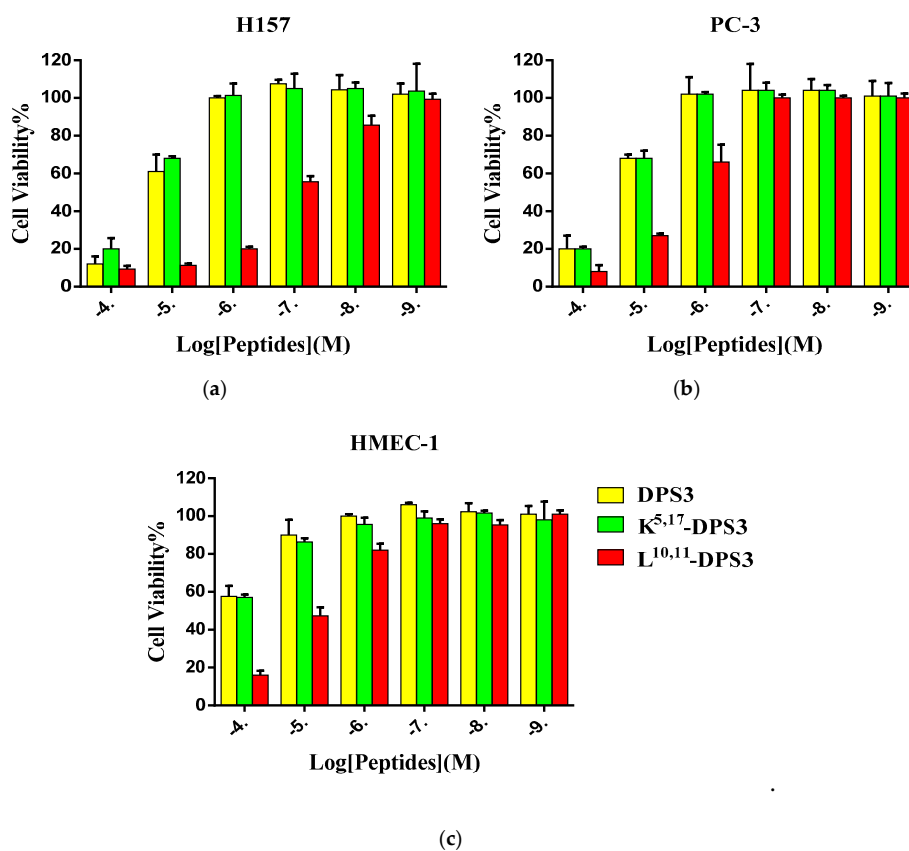 H157
Cell Viability%
120
100
80
60
40
20
0
-4. -5. -6. -7. -8. -9.
Log[Peptides](M)
(a)
PC-3
Cell Viability%
120
100
80
60
40
20
0
-4. -5. -6. -7. -8. -9.
Log[Peptides](M)
(b)
HMEC-1
Cell Viability%
120
100
80
60
40
20
0
-4. -5. -6. -7. -8. -9.
Log[Peptides](M)
DPS3
K5,17-DPS3
L10,11-DPS3
.
(c)